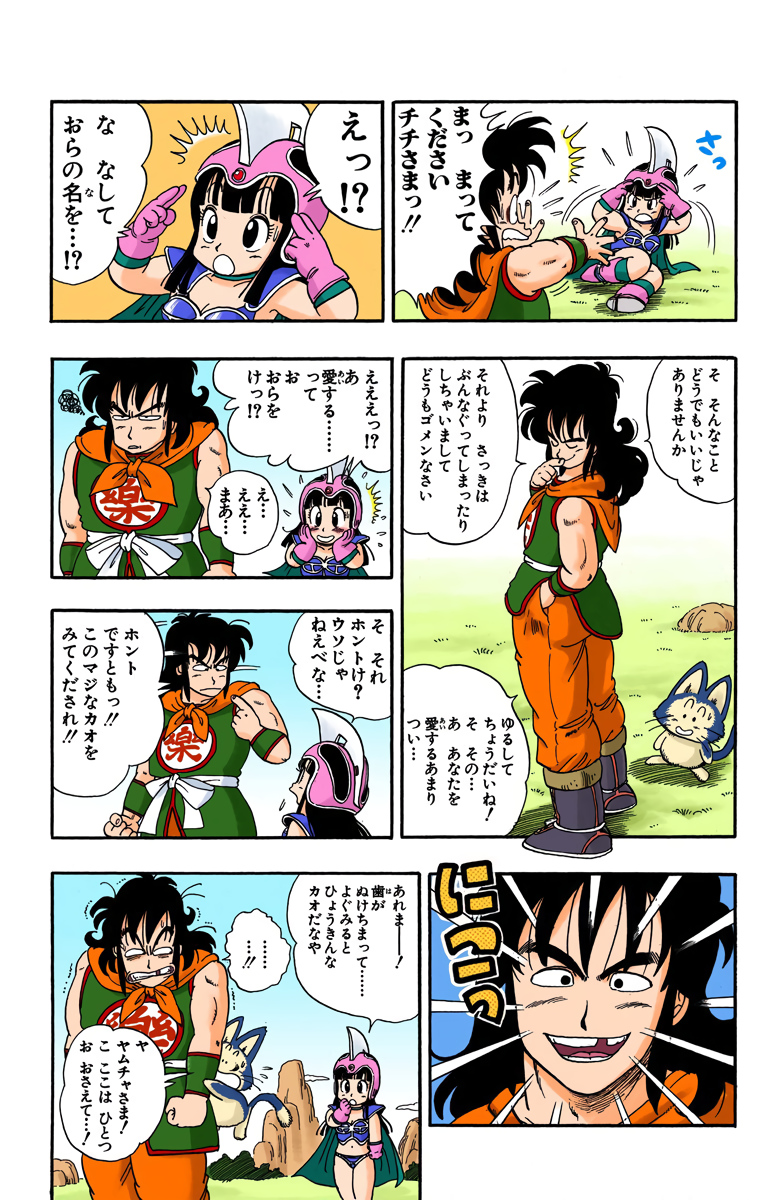 まっ まって
ください
チチさまっ!!
さっ
えっ!?
な なして
おらの名を…!?
な
そ そんなこと
どうでもいいじゃ
ありませんか
それより さっきは
ぶんなぐってしまったり
しちゃいまして
どうもゴメンなさい
ゆるして
ちょうだいね!
そ その…
あ あなたを
愛するあまり
あい
つい…
えええっ!?
あ
愛する……
あい
って
お
おらを
けっ!?
え…
ええ…
まあ…
そ それ
ホントけ?
ウソじゃ
ねえべな…
ホント
ですともっ!!
このマジなカオを
みてくだされ!!
にこっ
あれまー!
歯が
は
ぬけちまって……
よぐみると
ひょうきんな
カオだなや
……
……!!
ヤ
ヤムチャさま!
こ ここは ひとつ
お おさえて…!
樂
樂